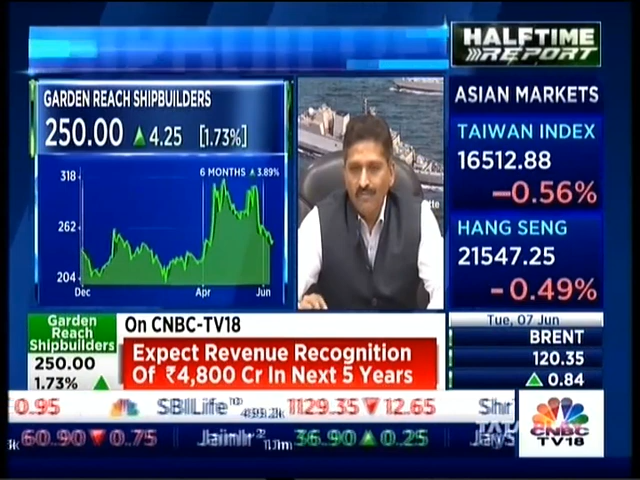 HALFTIME
REPORT
GARDEN REACH SHIPBUILDERS
250.00 ▲ 4.25 [1.73%]
6 MONTHS ▲ 3.89%
318
262
204
Dec Apr Jun
ASIAN MARKETS
TAIWAN INDEX
16512.88
-0.56%
HANG SENG
21547.25
-0.49%
Tue, 07 Jun
BRENT
120.35
▲ 0.84
Garden
Reach
Shipbuilders
250.00
1.73% ▲
On CNBC-TV18
Expect Revenue Recognition
Of ₹4,800 Cr In Next 5 Years
0.95 SBILife 1129.35 ▼ 12.65 Shr
60.90 ▼ 0.75 36.90 ▲ 0.25
CNBC
TV18